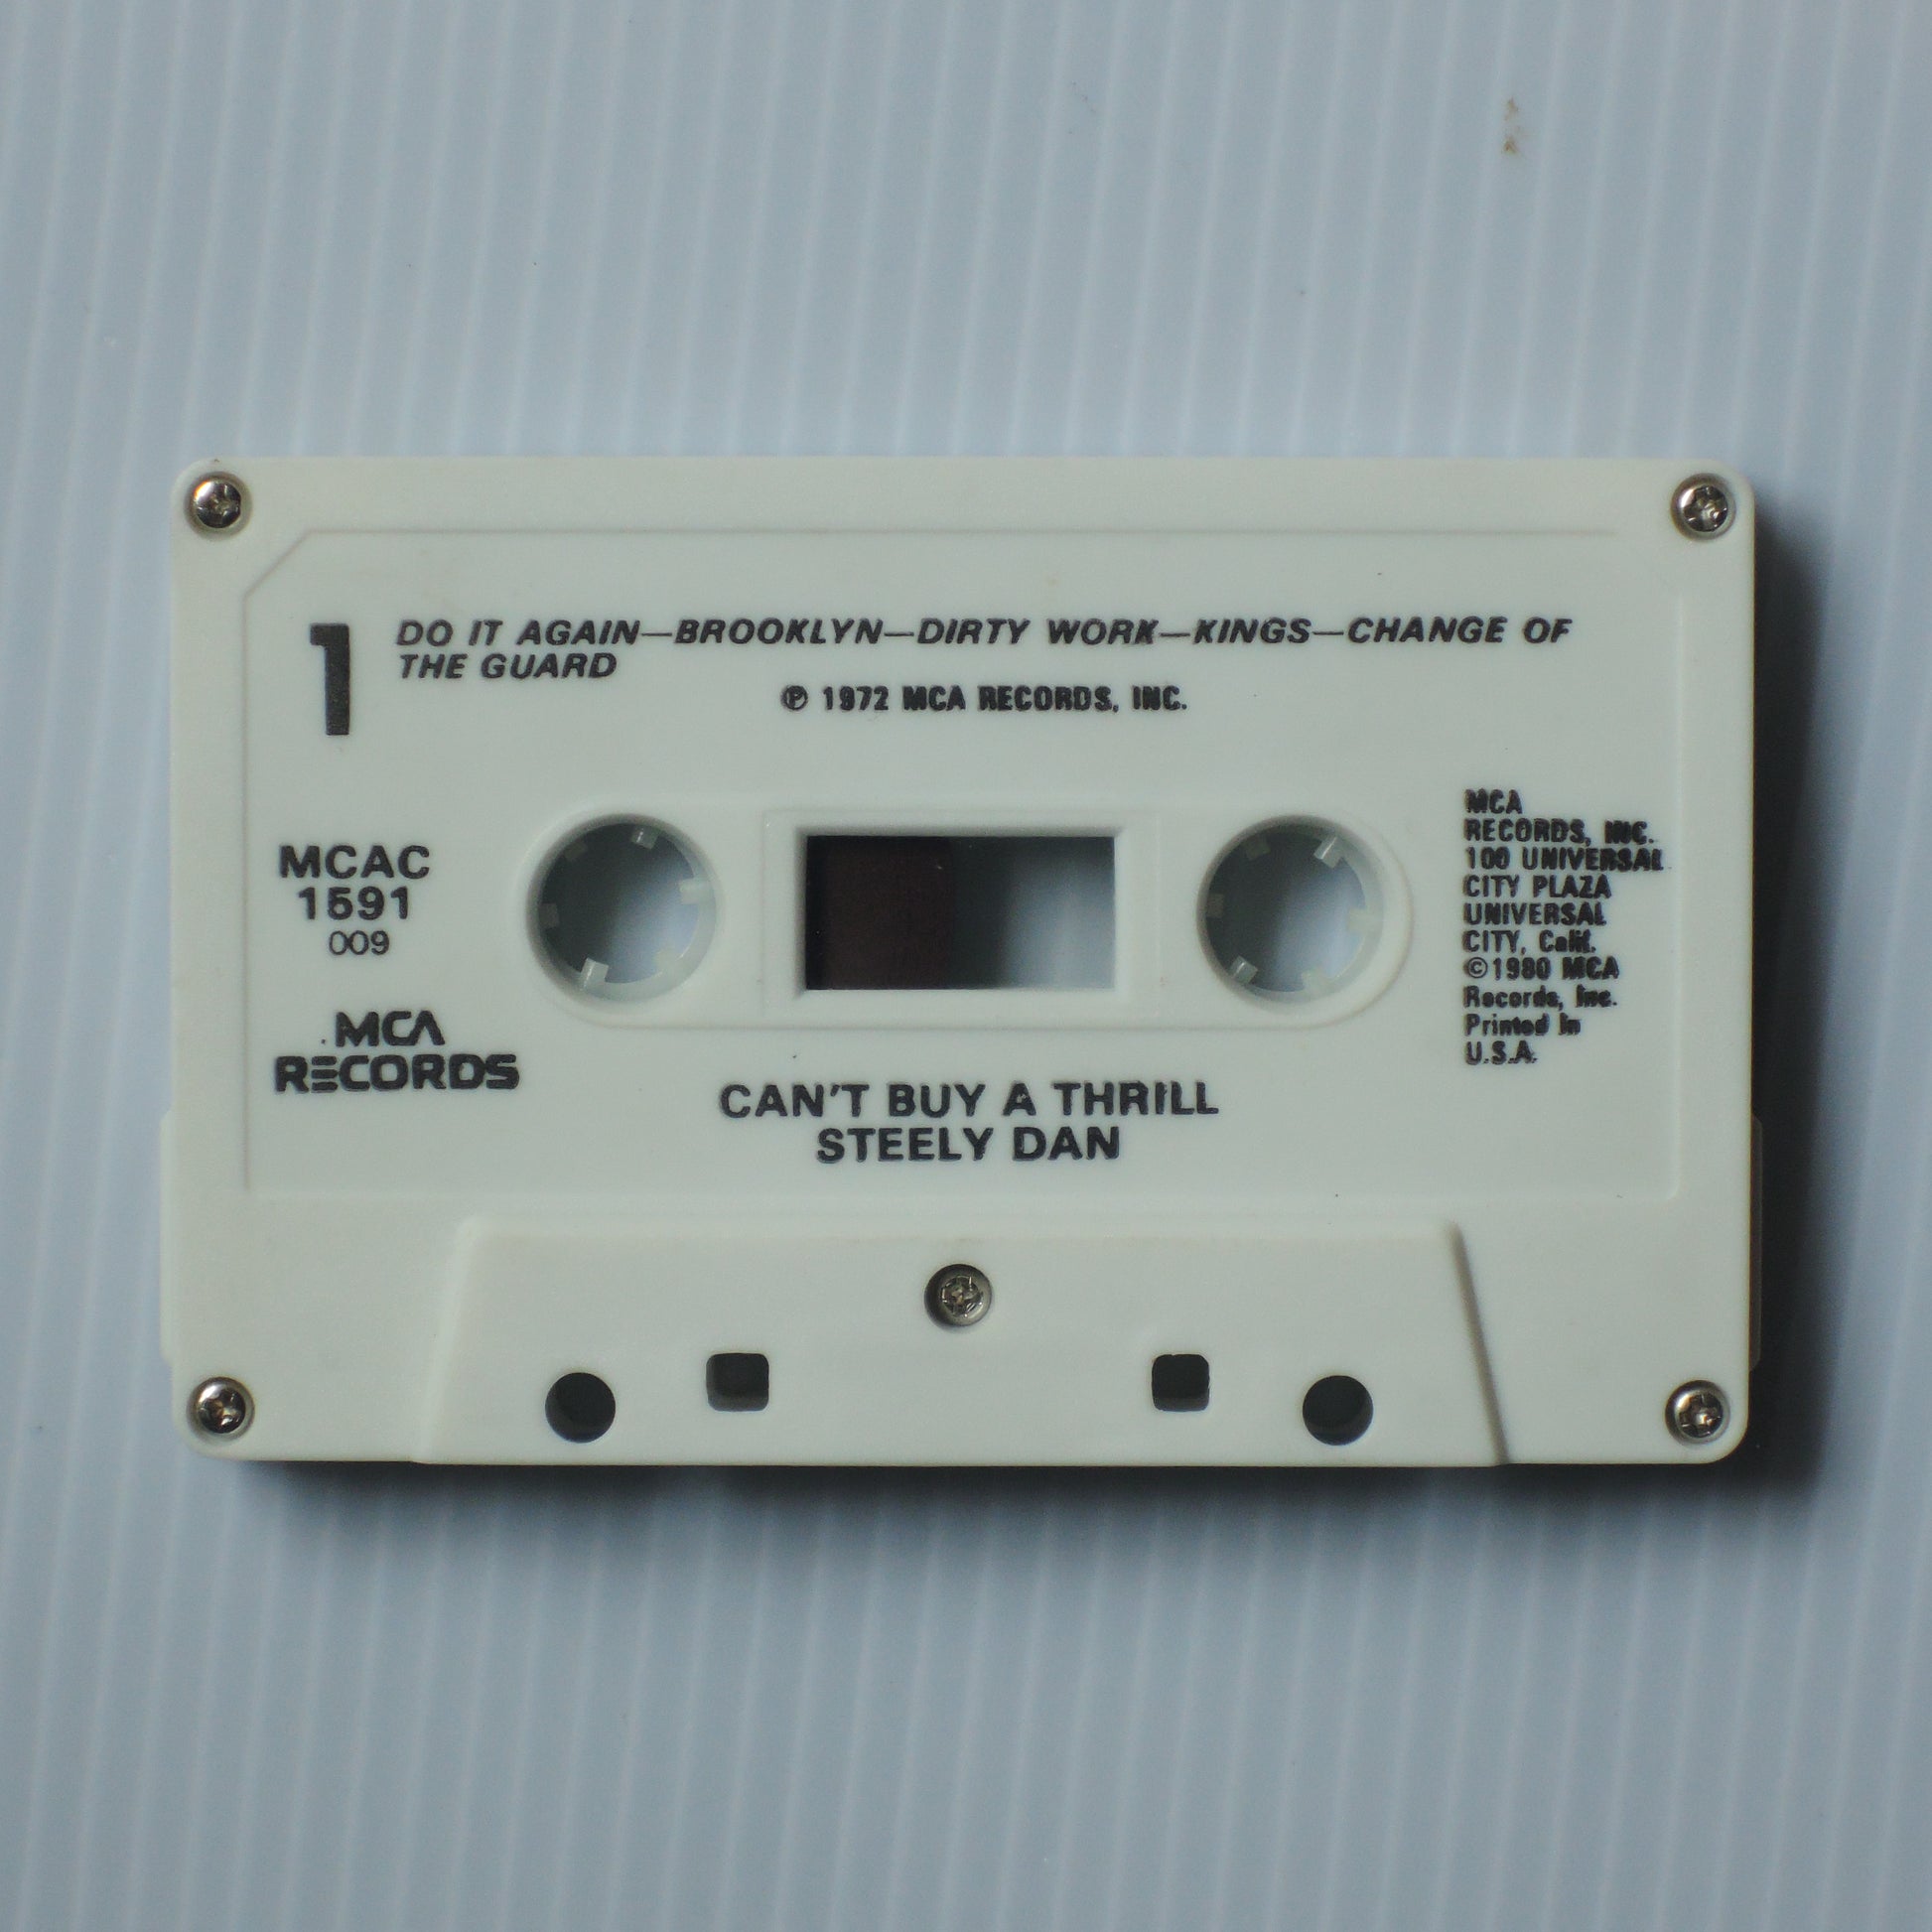 1
DO IT AGAIN—BROOKLYN—DIRTY WORK—KINGS—CHANGE OF
THE GUARD
℗ 1972 MCA RECORDS, INC.
MCAC
1591
009
MCA
RECORDS
MCA
RECORDS, INC.
100 UNIVERSAL
CITY PLAZA
UNIVERSAL
CITY, Calif.
©1980 MCA
Records, Inc.
Printed In
U.S.A.
CAN'T BUY A THRILL
STEELY DAN